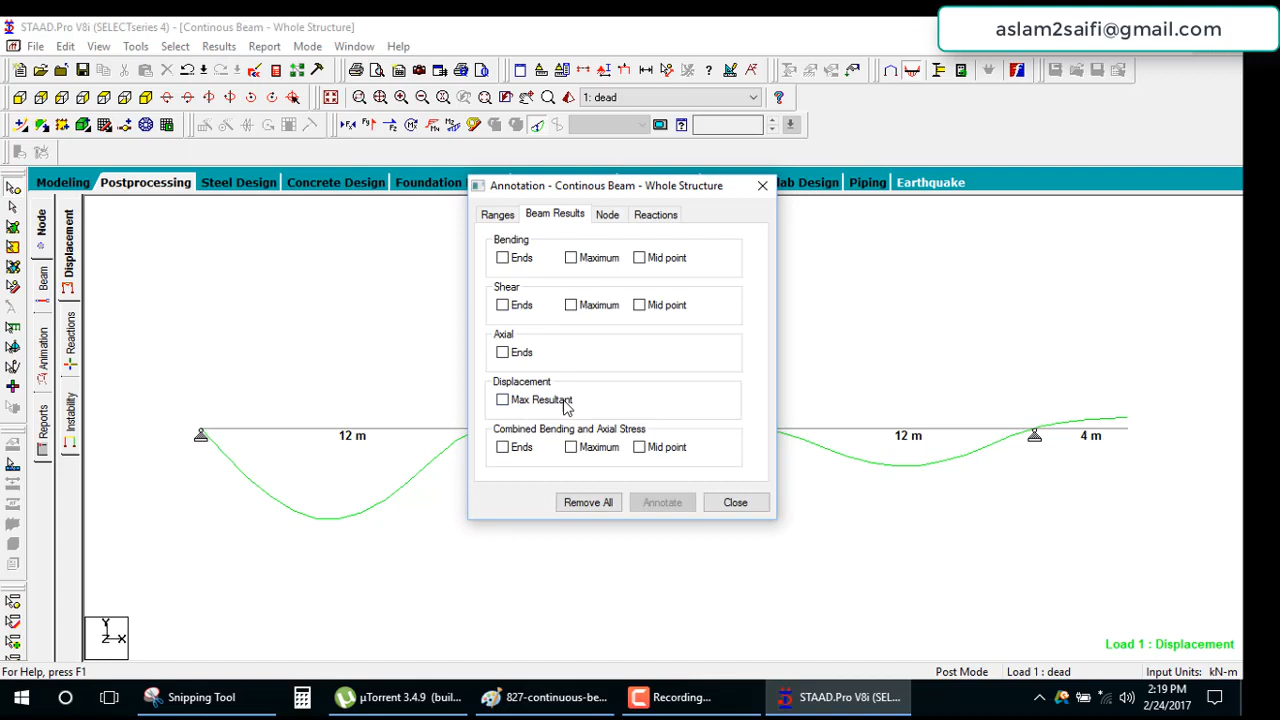 STAAD.Pro V8i (SELECTseries 4) - [Continous Beam - Whole Structure]
aslam2saifi@gmail.com
File Edit View Tools Select Results Report Mode Window Help
1: dead
Modeling Postprocessing Steel Design Concrete Design Foundation lab Design Piping Earthquake
Annotation - Continous Beam - Whole Structure
Ranges Beam Results Node Reactions
Bending
Ends Maximum Mid point
Shear
Ends Maximum Mid point
Axial
Ends
Displacement
Max Resultant
Combined Bending and Axial Stress
Ends Maximum Mid point
Remove All Annotate Close
Node
Beam
Animation
Reports
Displacement
Reactions
Instability
12 m
12 m
4 m
Y
Z X
Load 1 : Displacement
For Help, press F1
Post Mode
Load 1 : dead
Input Units: kN-m
Snipping Tool
µTorrent 3.4.9 (buil...
827-continuous-be...
Recording...
STAAD.Pro V8i (SEL...
2:19 PM
2/24/2017